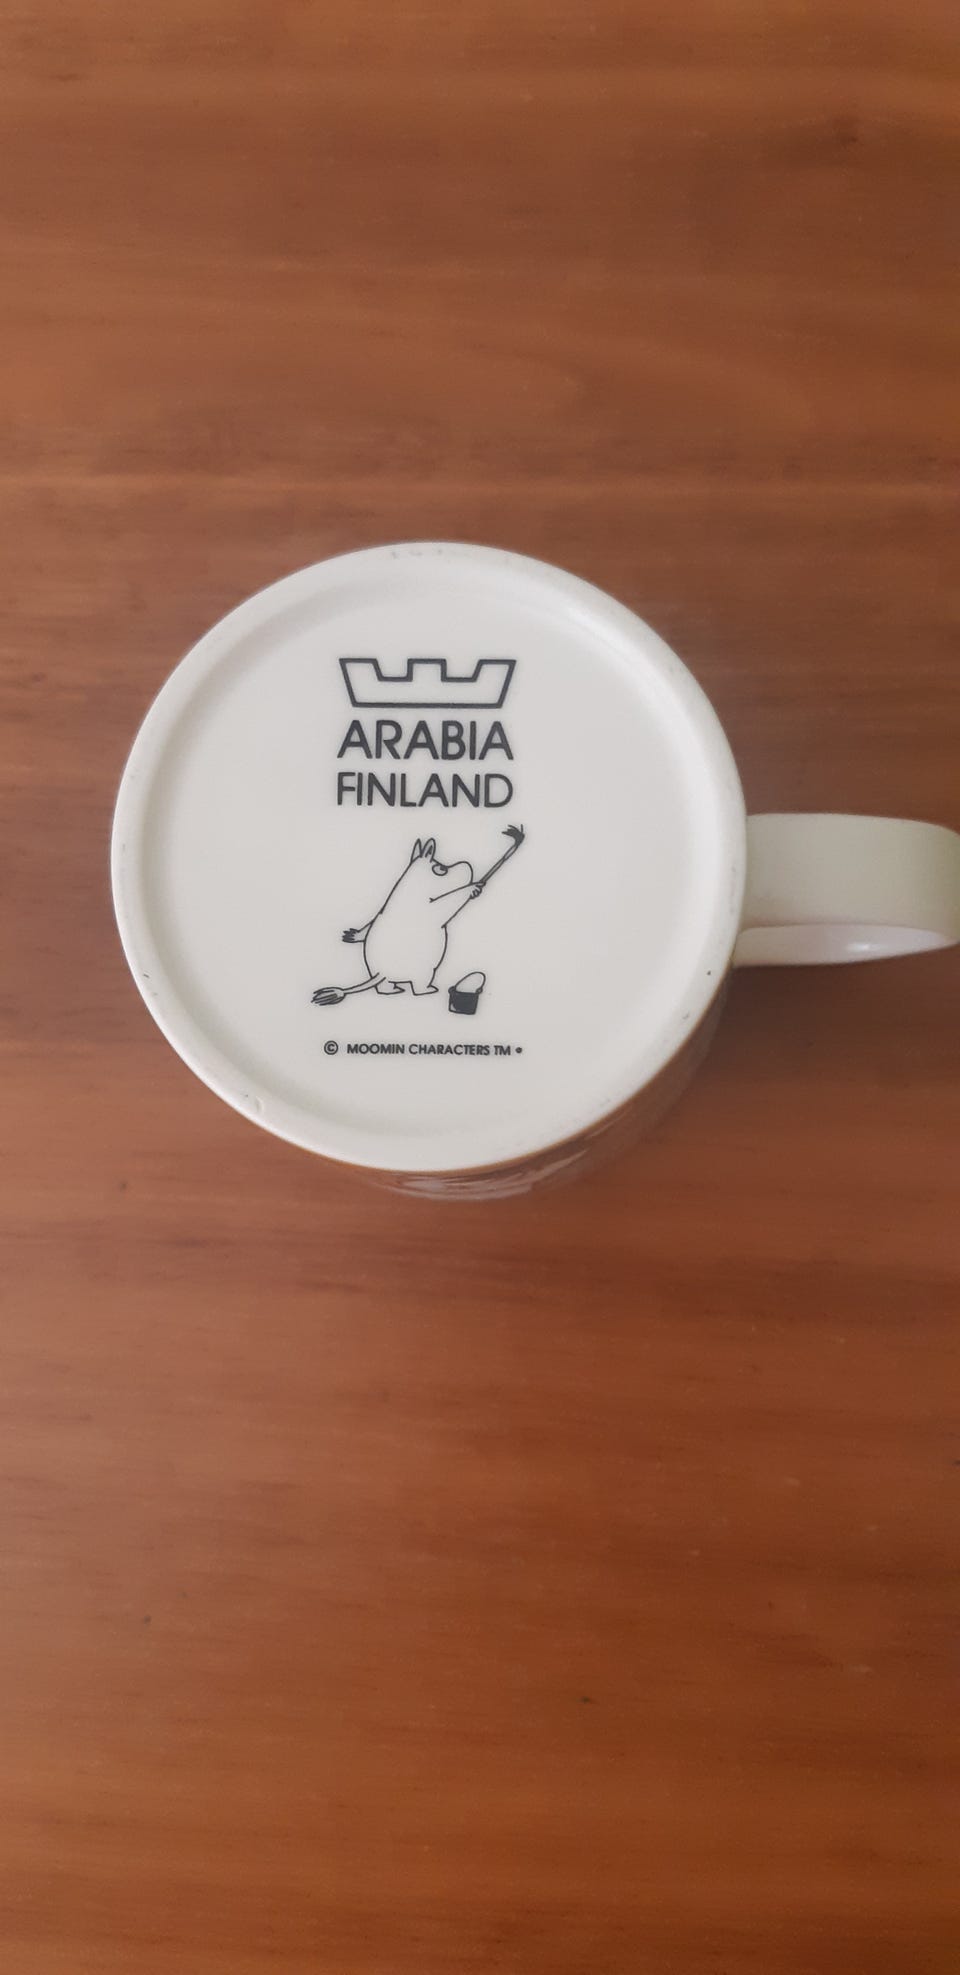 ARABIA
FINLAND
© MOOMIN CHARACTERS TM •